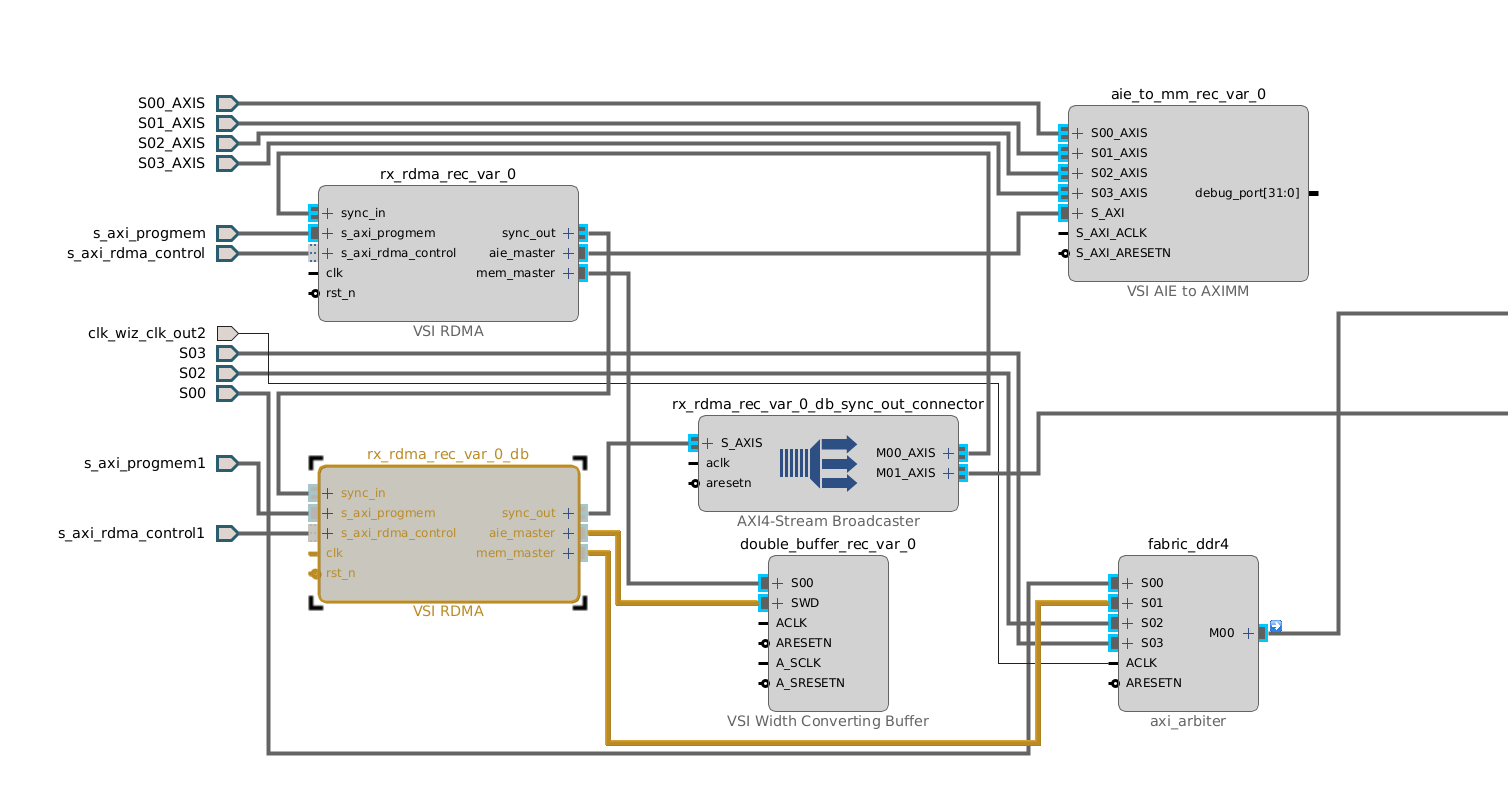 S00_AXIS
S01_AXIS
S02_AXIS
S03_AXIS
s_axi_progmem
s_axi_rdma_control
clk_wiz_clk_out2
S03
S02
S00
s_axi_progmem1
s_axi_rdma_control1
rx_rdma_rec_var_0
sync_in
s_axi_progmem
s_axi_rdma_control
clk
rst_n
sync_out
aie_master
mem_master
VSI RDMA
rx_rdma_rec_var_0_db
sync_in
s_axi_progmem
s_axi_rdma_control
clk
rst_n
sync_out
aie_master
mem_master
VSI RDMA
rx_rdma_rec_var_0_db_sync_out_connector
S_AXIS
aclk
aresetn
M00_AXIS
M01_AXIS
AXI4-Stream Broadcaster
double_buffer_rec_var_0
S00
SWD
ACLK
ARESETN
A_SCLK
A_SRESETN
VSI Width Converting Buffer
aie_to_mm_rec_var_0
S00_AXIS
S01_AXIS
S02_AXIS
S03_AXIS
S_AXI
S_AXI_ACLK
S_AXI_ARESETN
debug_port[31:0]
VSI AIE to AXIMM
fabric_ddr4
S00
S01
S02
S03
ACLK
ARESETN
M00
axi_arbiter